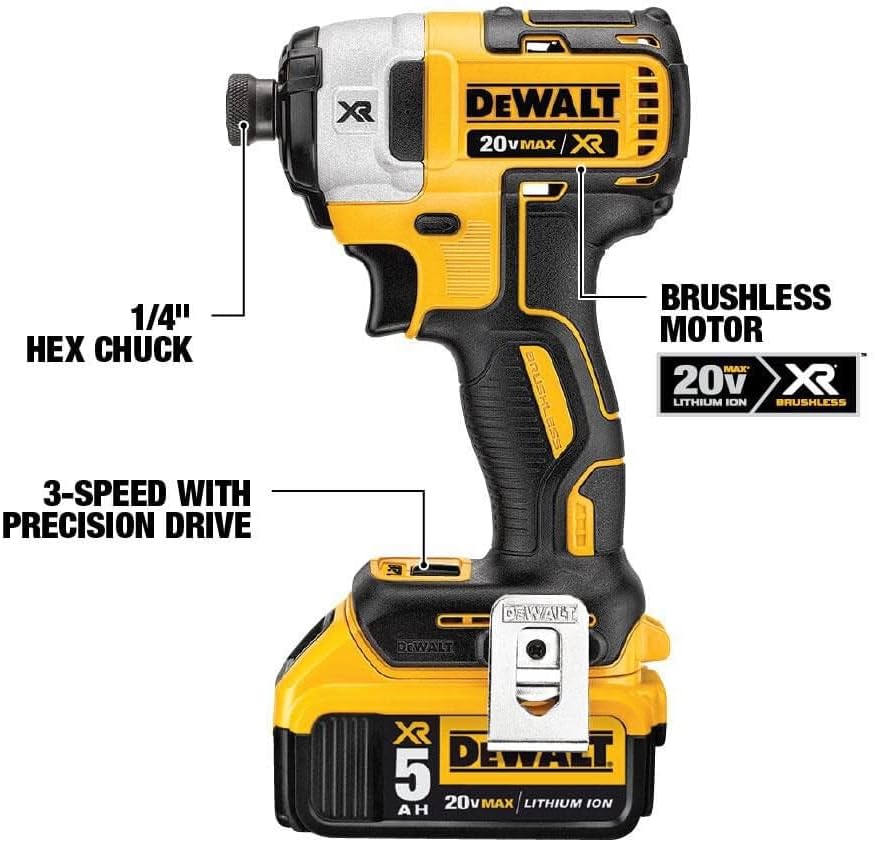 XR
DEWALT
20V MAX / XR
1/4"
HEX CHUCK
BRUSHLESS
MOTOR
20V MAX* XR®
LITHIUM ION BRUSHLESS ™
BRUSHLESS
3-SPEED WITH
PRECISION DRIVE
DEWALT
DEWALT
XR
5
AH
DEWALT®
20V MAX / LITHIUM ION